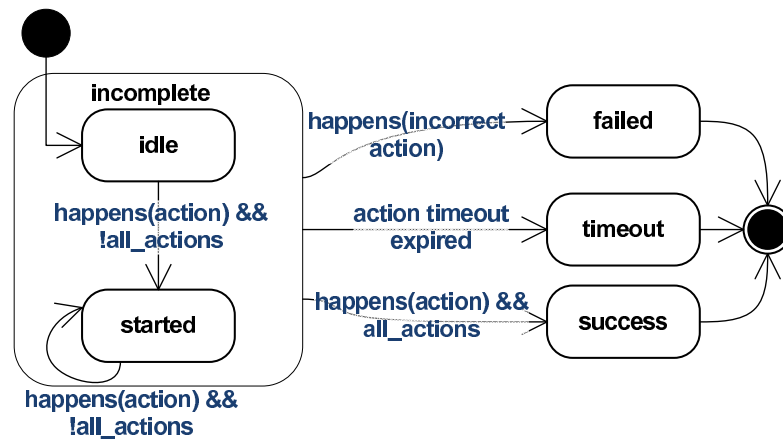 incomplete
idle
happens(action) &&
!all_actions
started
happens(action) &&
!all_actions
happens(incorrect
action)
action timeout
expired
happens(action) &&
all_actions
failed
timeout
success